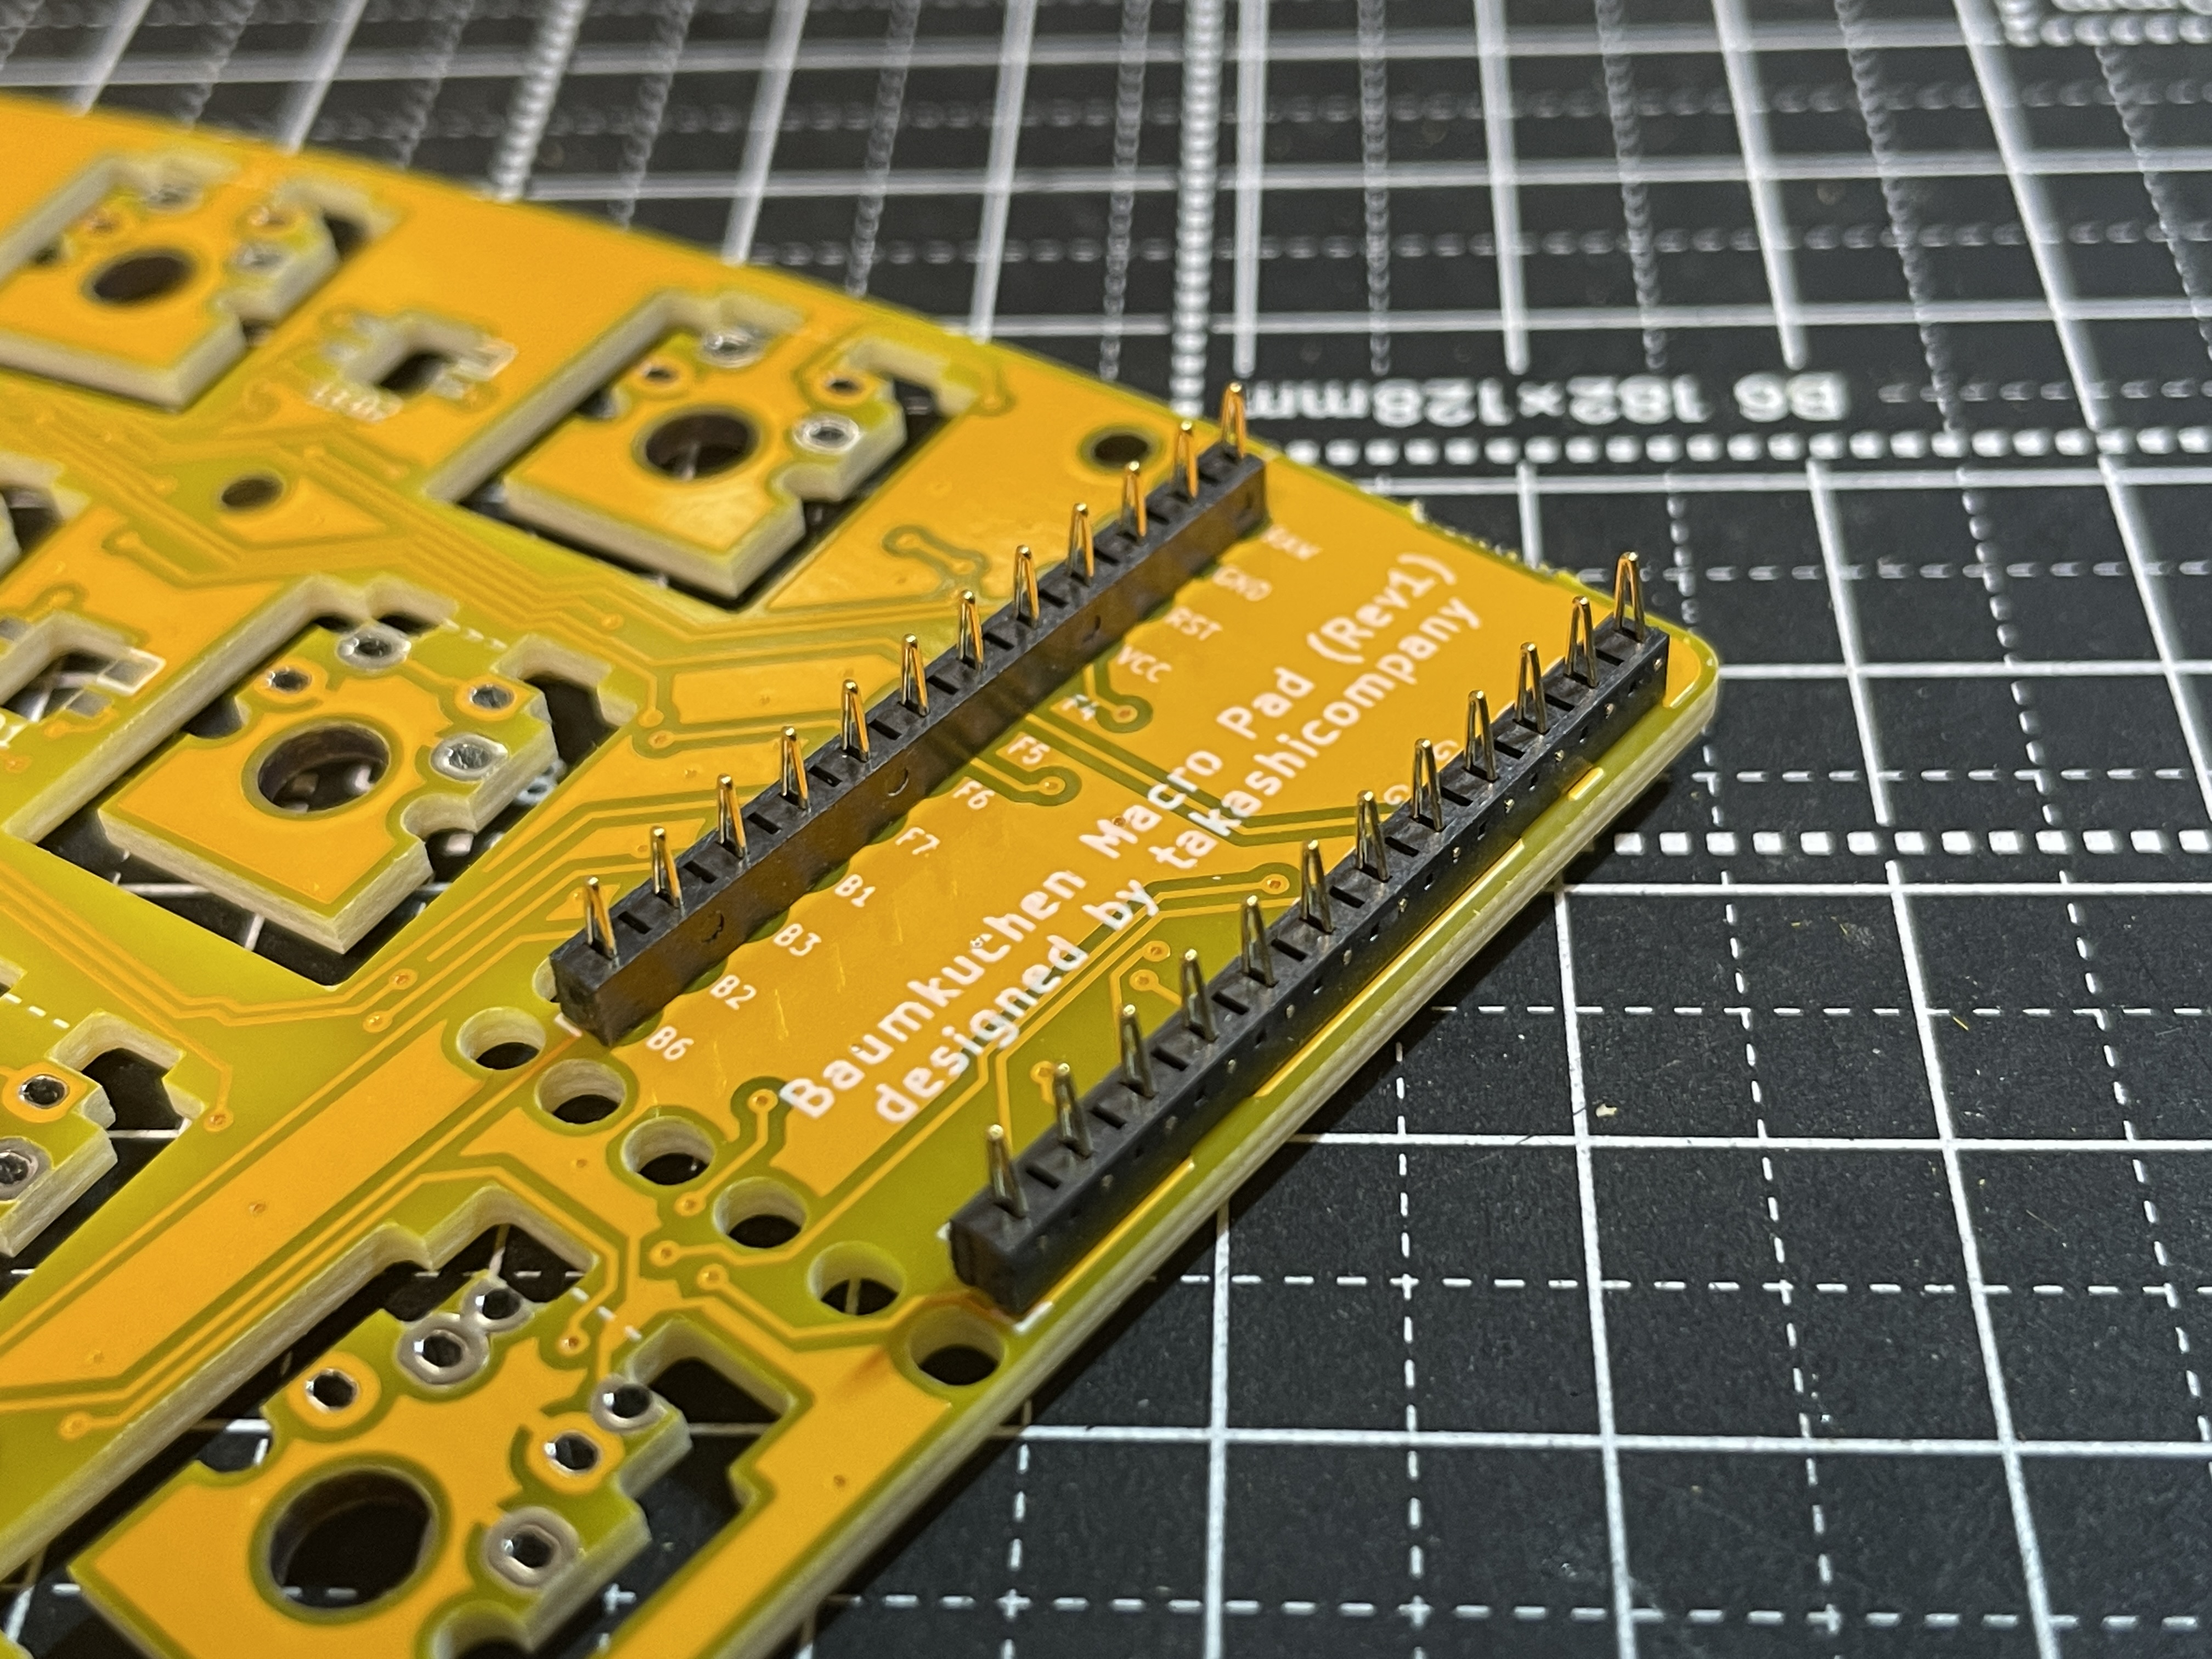 B6 182×128mm
RAW
GND
RST
VCC
F4
F5
F6
F7
B1
B3
B2
B6
Baumkuchen Macro Pad (Rev1)
designed by takashicompany